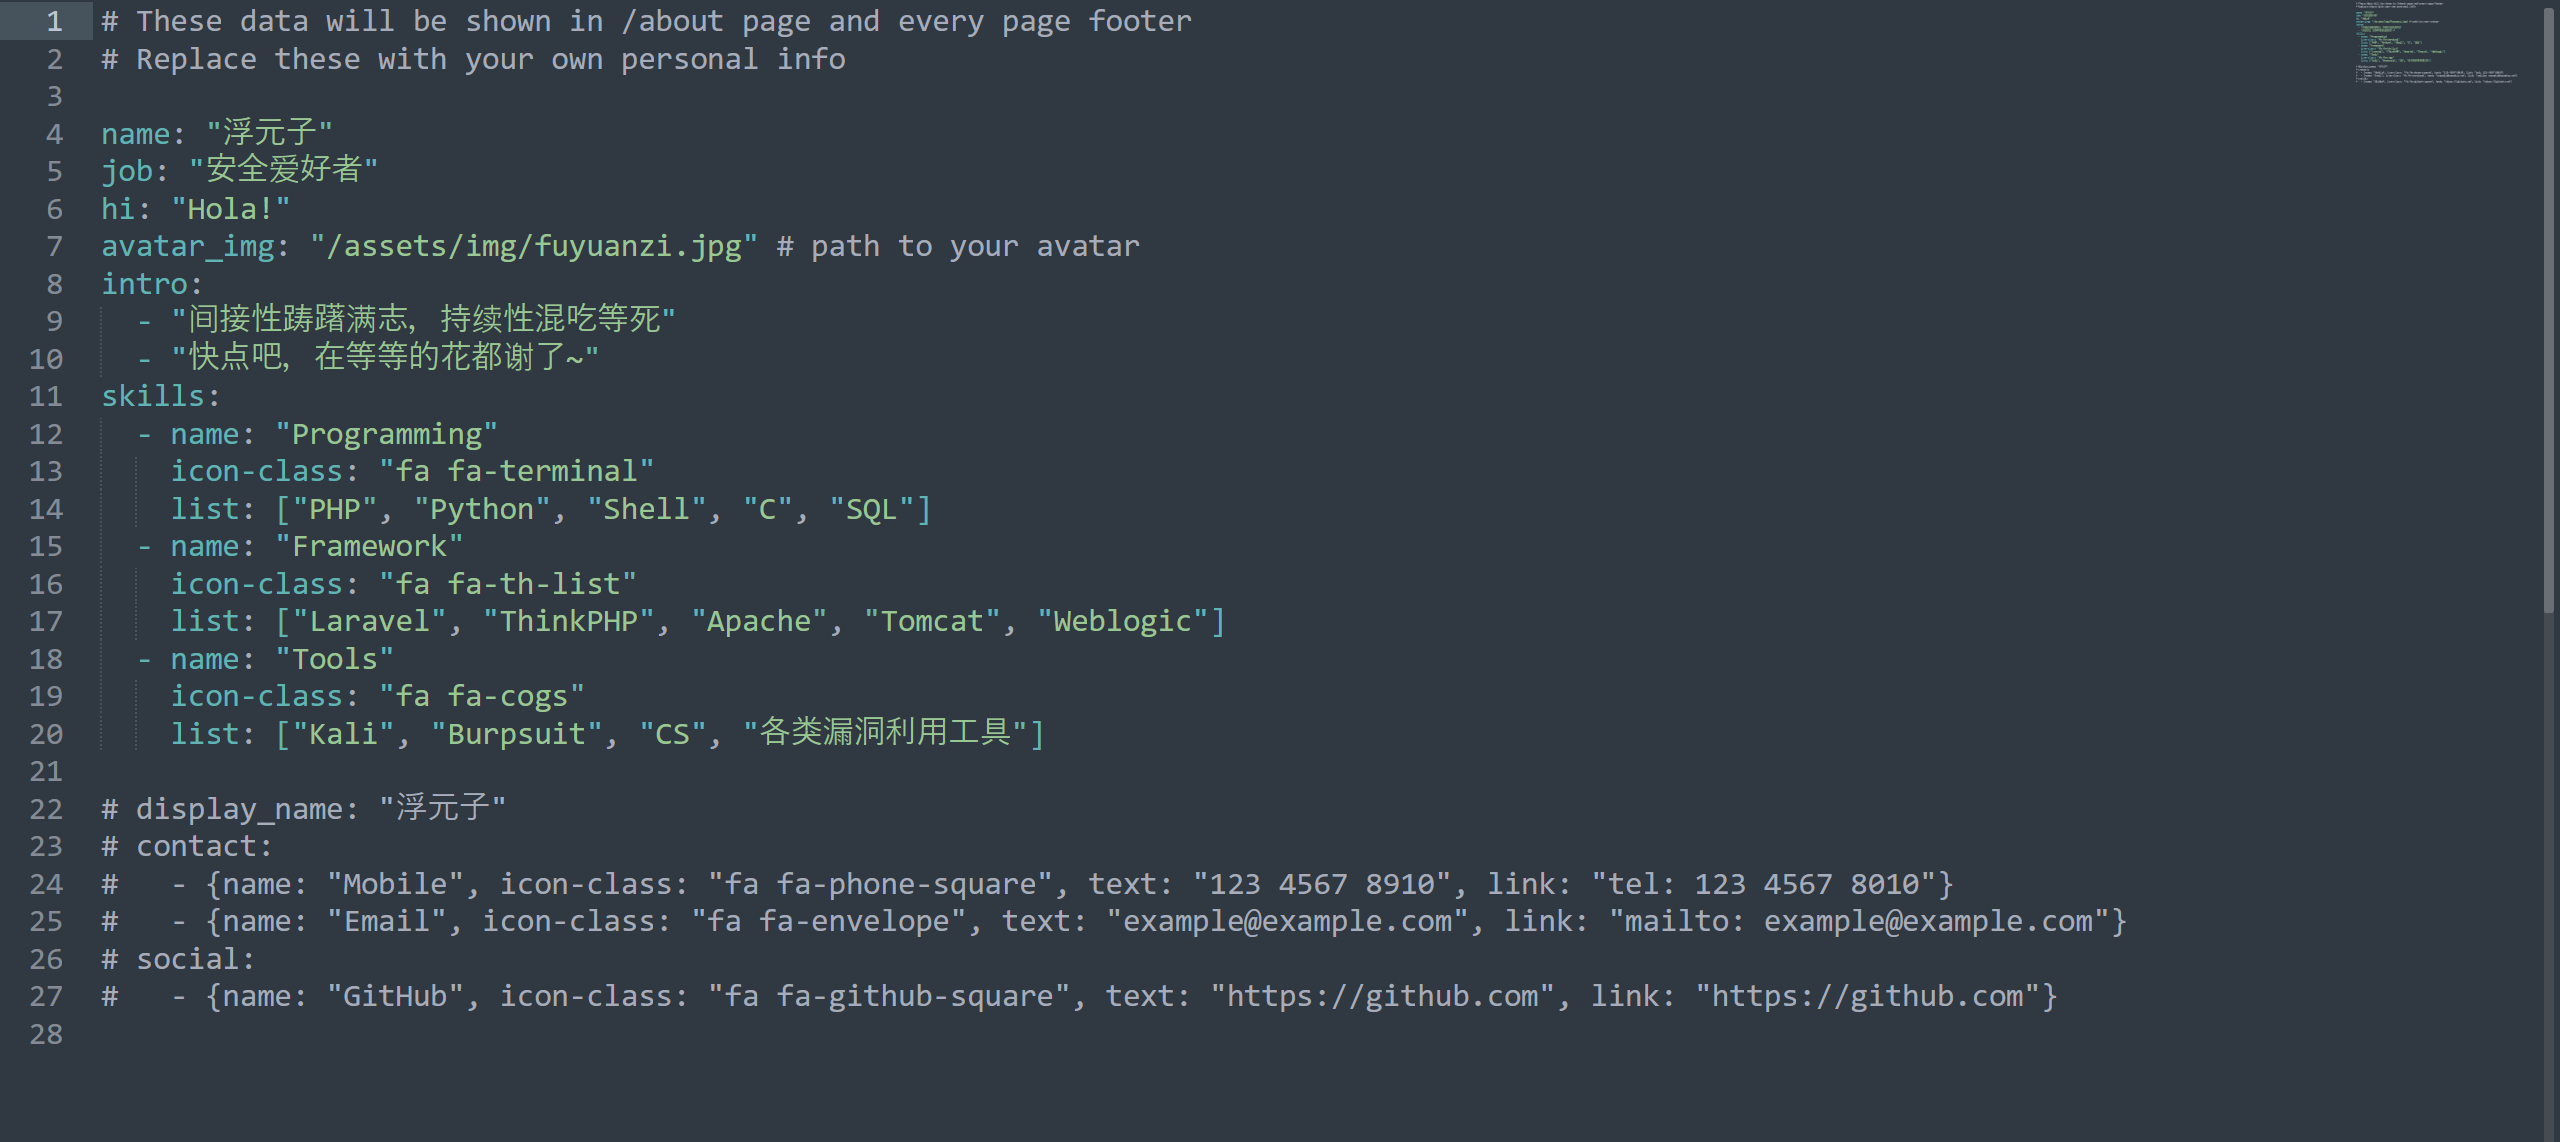 1 # These data will be shown in /about page and every page footer
2 # Replace these with your own personal info
3
4 name: "浮元子"
5 job: "安全爱好者"
6 hi: "Hola!"
7 avatar_img: "/assets/img/fuyuanzi.jpg" # path to your avatar
8 intro:
9   - "间接性踌躇满志，持续性混吃等死"
10   - "快点吧，在等等的花都谢了~"
11 skills:
12   - name: "Programming"
13     icon-class: "fa fa-terminal"
14     list: ["PHP", "Python", "Shell", "C", "SQL"]
15   - name: "Framework"
16     icon-class: "fa fa-th-list"
17     list: ["Laravel", "ThinkPHP", "Apache", "Tomcat", "Weblogic"]
18   - name: "Tools"
19     icon-class: "fa fa-cogs"
20     list: ["Kali", "Burpsuit", "CS", "各类漏洞利用工具"]
21
22 # display_name: "浮元子"
23 # contact:
24 #   - {name: "Mobile", icon-class: "fa fa-phone-square", text: "123 4567 8910", link: "tel: 123 4567 8010"}
25 #   - {name: "Email", icon-class: "fa fa-envelope", text: "example@example.com", link: "mailto: example@example.com"}
26 # social:
27 #   - {name: "GitHub", icon-class: "fa fa-github-square", text: "https://github.com", link: "https://github.com"}
28